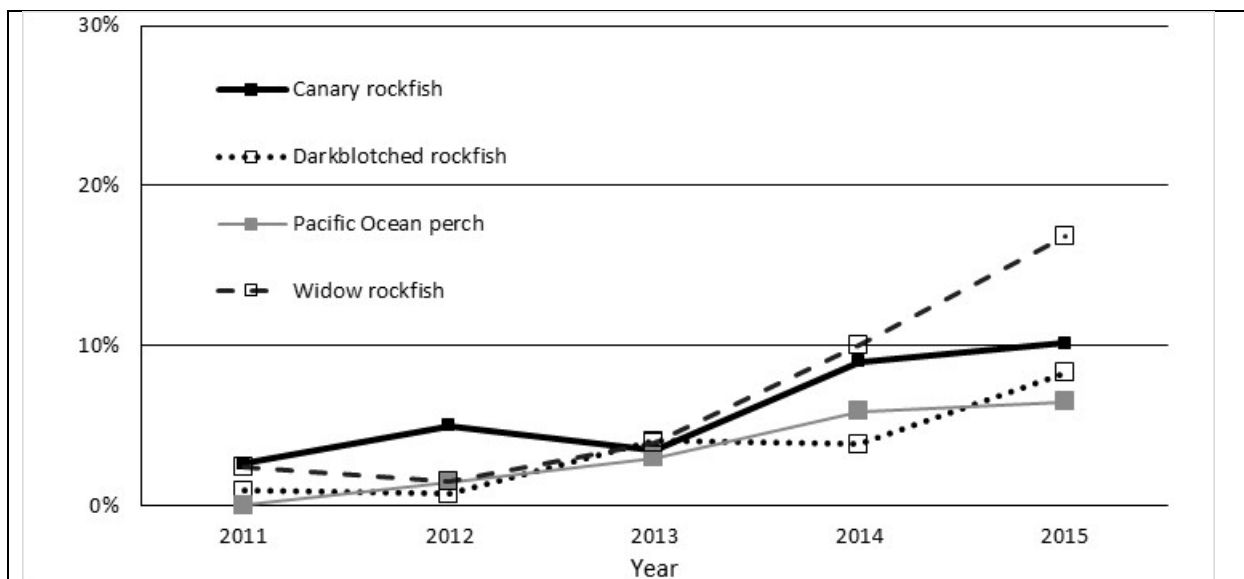 30%
Canary rockfish
Darkblotched rockfish
20%
Pacific Ocean perch
Widow rockfish
10%
0%
2011 2012 2013 2014 2015
Year